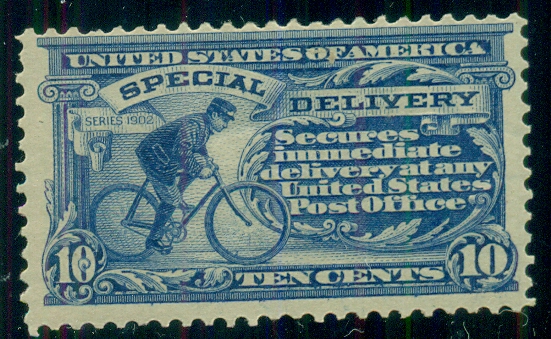 UNITED STATES OF AMERICA
SPECIAL DELIVERY
SERIES 1902
Secures
immediate
delivery at any
United States
Post Office
10 TEN CENTS 10